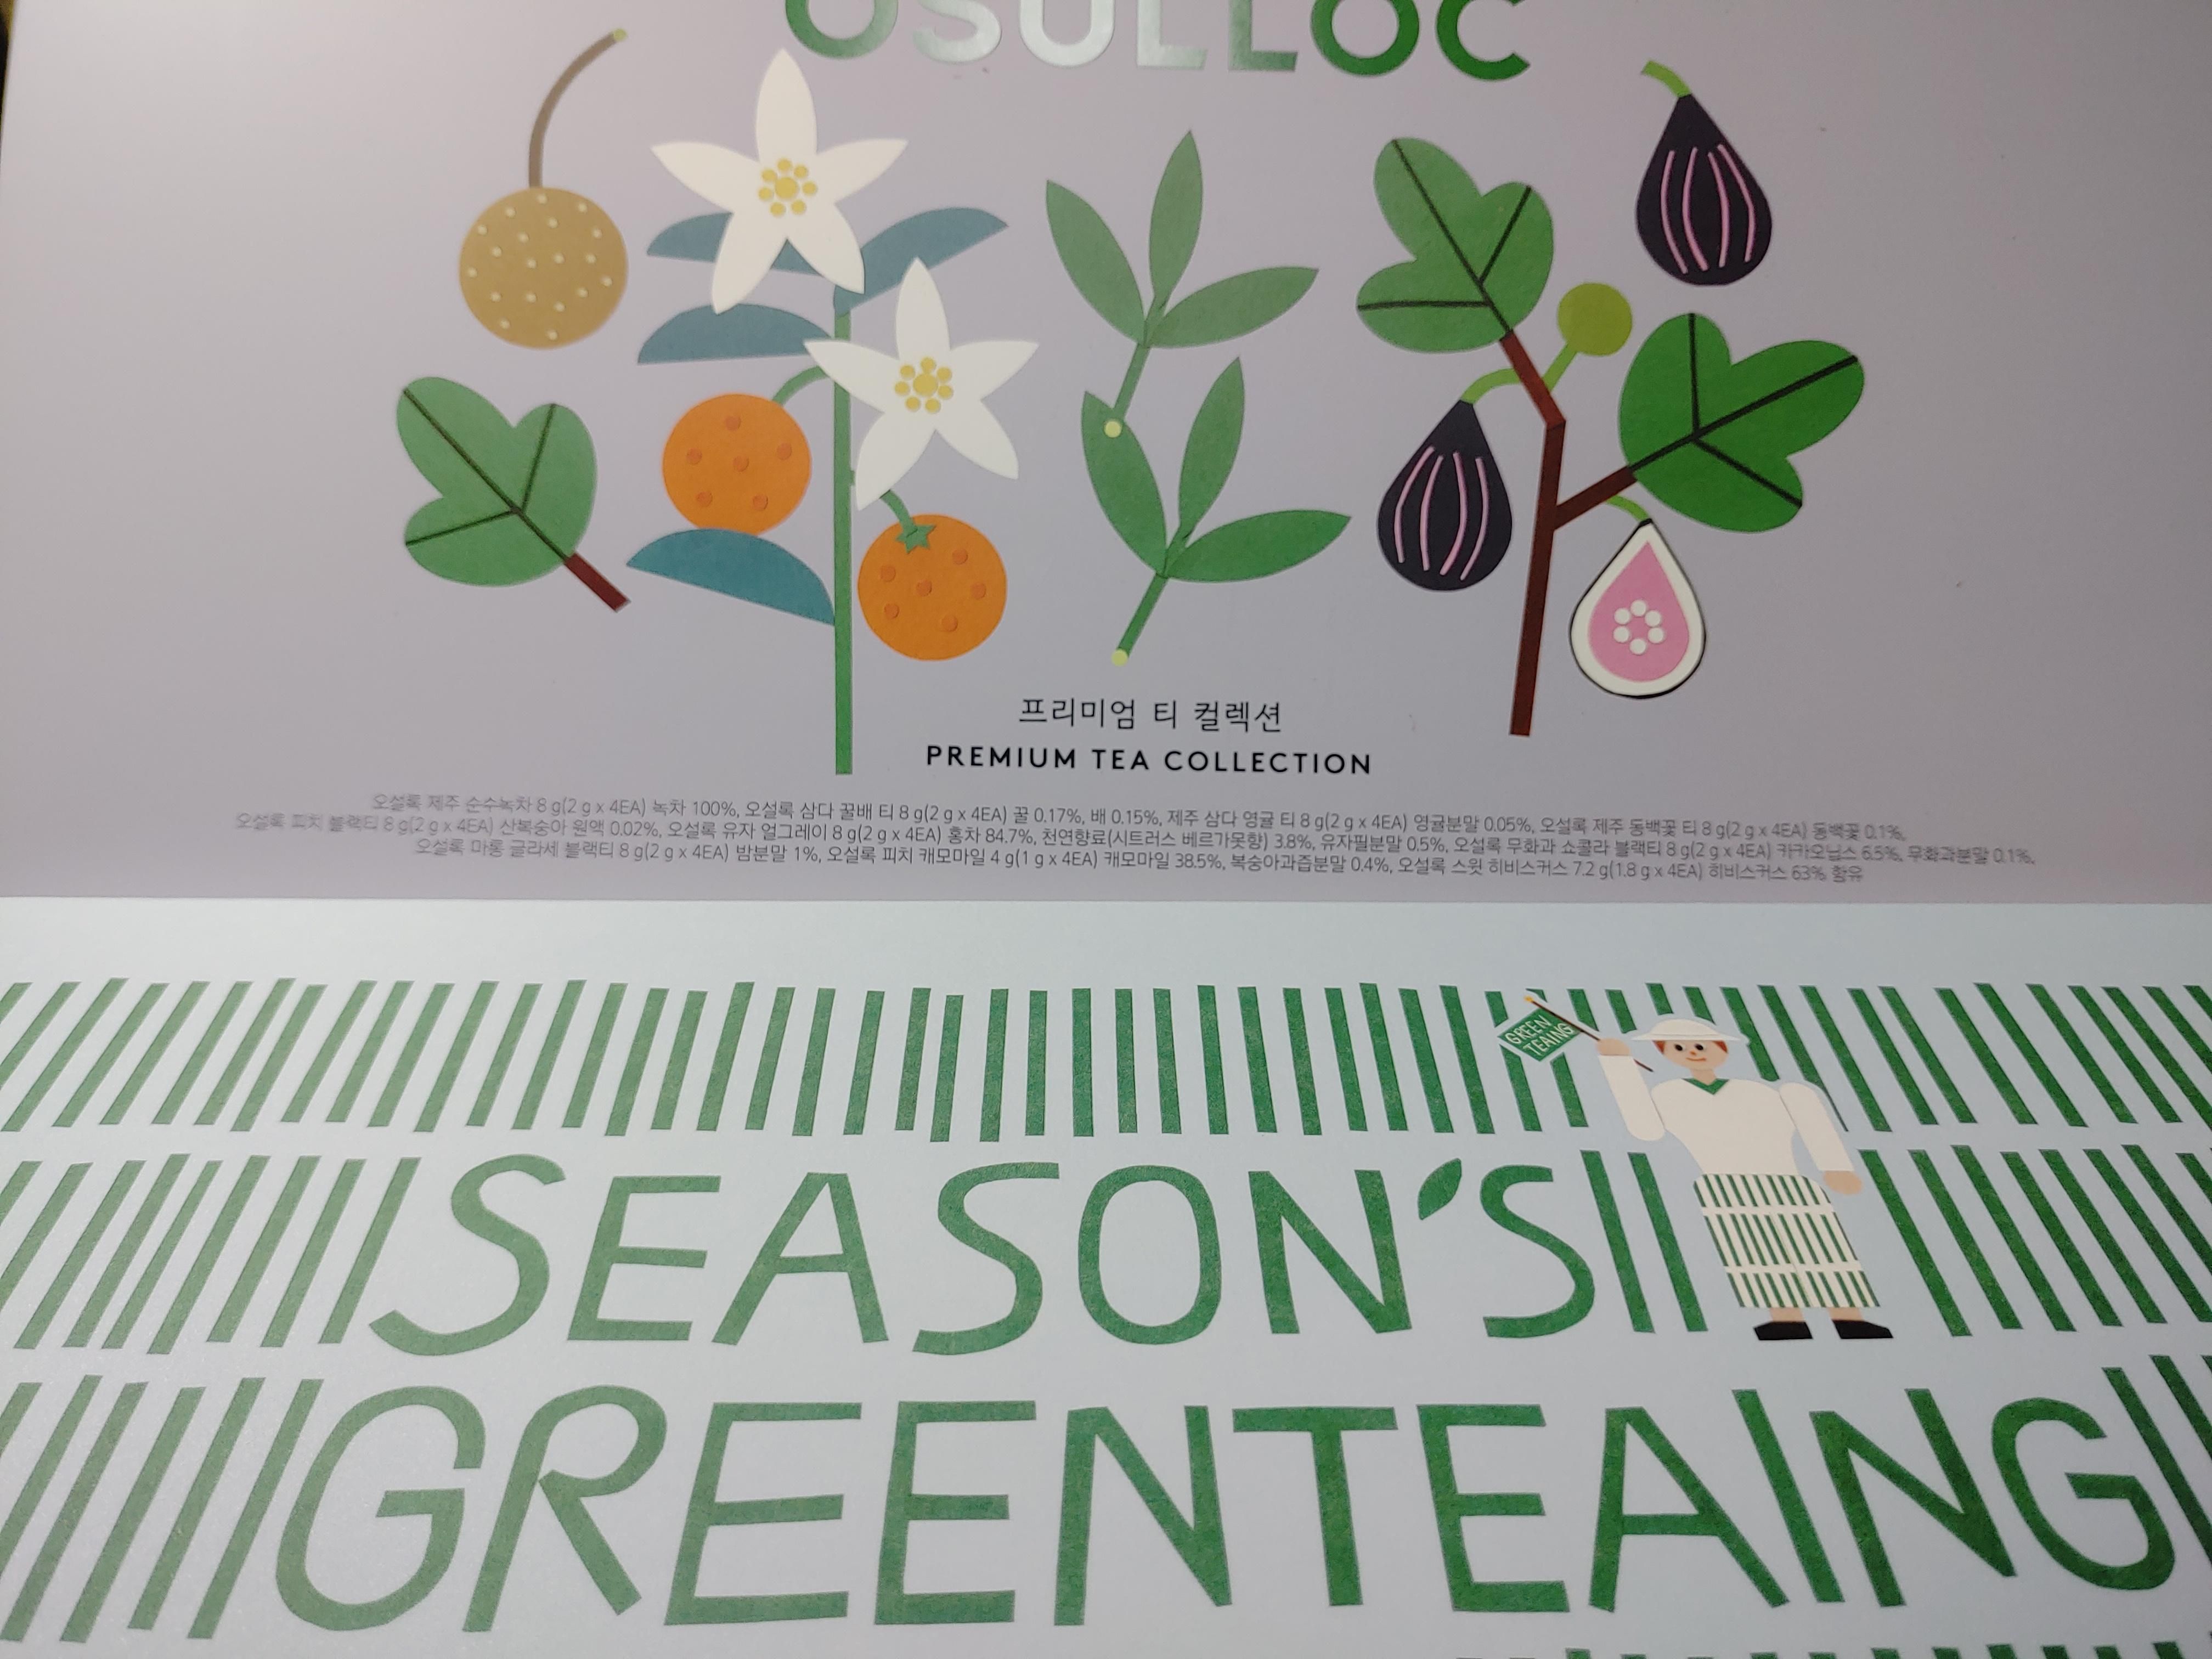 OSULLOC
프리미엄 티 컬렉션
PREMIUM TEA COLLECTION
오설록 제주 순수녹차 8 g(2 g x 4EA) 녹차 100%, 오설록 삼다 꿀배 티 8 g(2 g x 4EA) 꿀 0.17%, 배 0.15%, 제주 삼다 영귤 티 8 g(2 g x 4EA) 영귤분말 0.05%, 오설록 제주 동백꽃 티 8 g(2 g x 4EA) 동백꽃 0.1%,
오설록 피치 블랙티 8 g(2 g x 4EA) 산복숭아 원액 0.02%, 오설록 유자 얼그레이 8 g(2 g x 4EA) 홍차 84.7%, 천연향료(시트러스 베르가못향) 3.8%, 유자필분말 0.5%, 오설록 무화과 쇼콜라 블랙티 8 g(2 g x 4EA) 카카오닙스 6.5%, 무화과분말 0.1%,
오설록 마롱 글라세 블랙티 8 g(2 g x 4EA) 밤분말 1%, 오설록 피치 캐모마일 4 g(1 g x 4EA) 캐모마일 38.5%, 복숭아과즙분말 0.4%, 오설록 스윗 히비스커스 7.2 g(1.8 g x 4EA) 히비스커스 63% 함유
GREEN
TEAING
SEASON'S
GREENTEAING